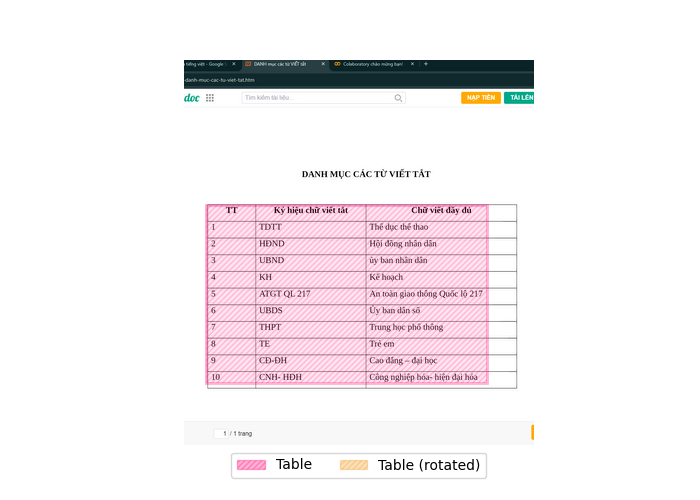 tiếng việt - Google
DANH mục các từ VIẾT tắt
Colaboratory chào mừng bạn!
-danh-muc-cac-tu-viet-tat.htm
doc
Tìm kiếm tài liệu...
NẠP TIỀN
TẢI LÊN
DANH MỤC CÁC TỪ VIẾT TẮT
TT Ký hiệu chữ viết tắt Chữ viết đầy đủ
1 TDTT Thể dục thể thao
2 HĐND Hội đồng nhân dân
3 UBND ủy ban nhân dân
4 KH Kế hoạch
5 ATGT QL 217 An toàn giao thông Quốc lộ 217
6 UBDS Ủy ban dân số
7 THPT Trung học phổ thông
8 TE Trẻ em
9 CĐ-ĐH Cao đẳng – đại học
10 CNH- HĐH Công nghiệp hóa- hiện đại hóa
1 / 1 trang
Table
Table (rotated)